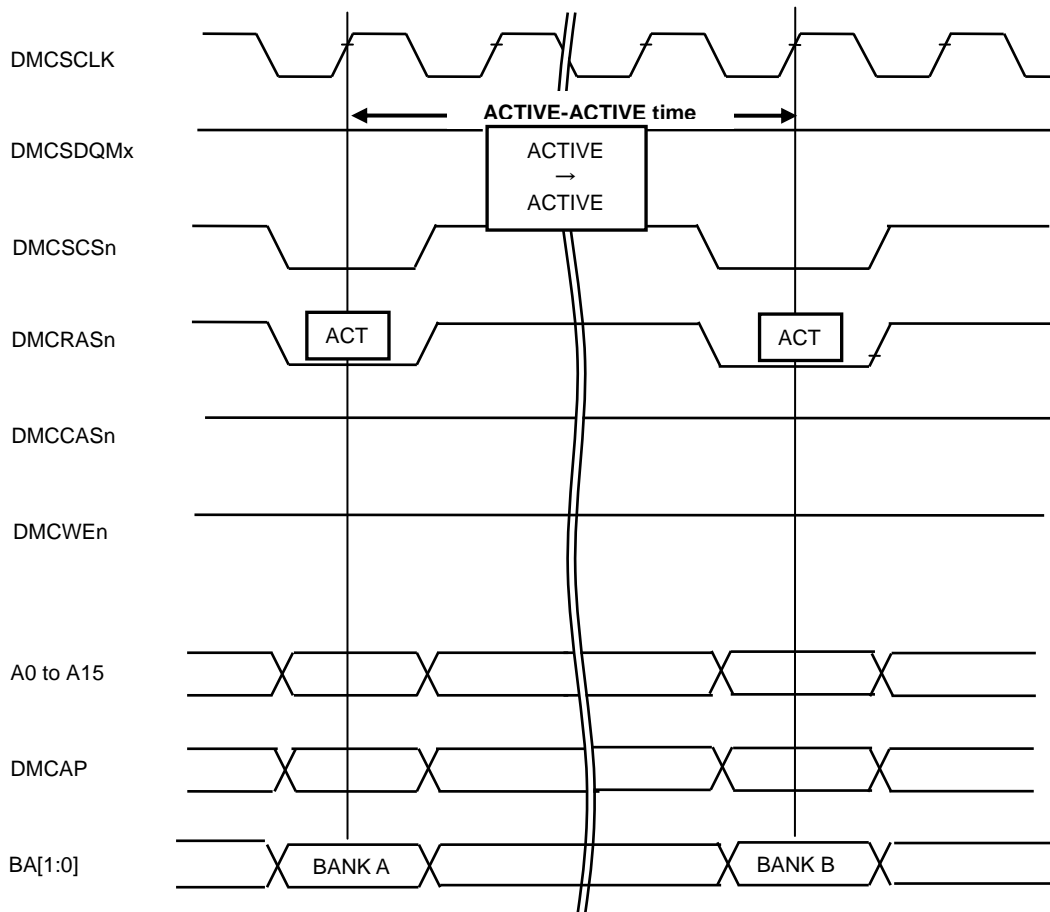 DMCSCLK
ACTIVE-ACTIVE time
DMCSDQMx
ACTIVE
→
ACTIVE
DMCSCSn
DMCRASn
ACT
ACT
DMCCASn
DMCWEn
A0 to A15
DMCAP
BA[1:0]
BANK A
BANK B